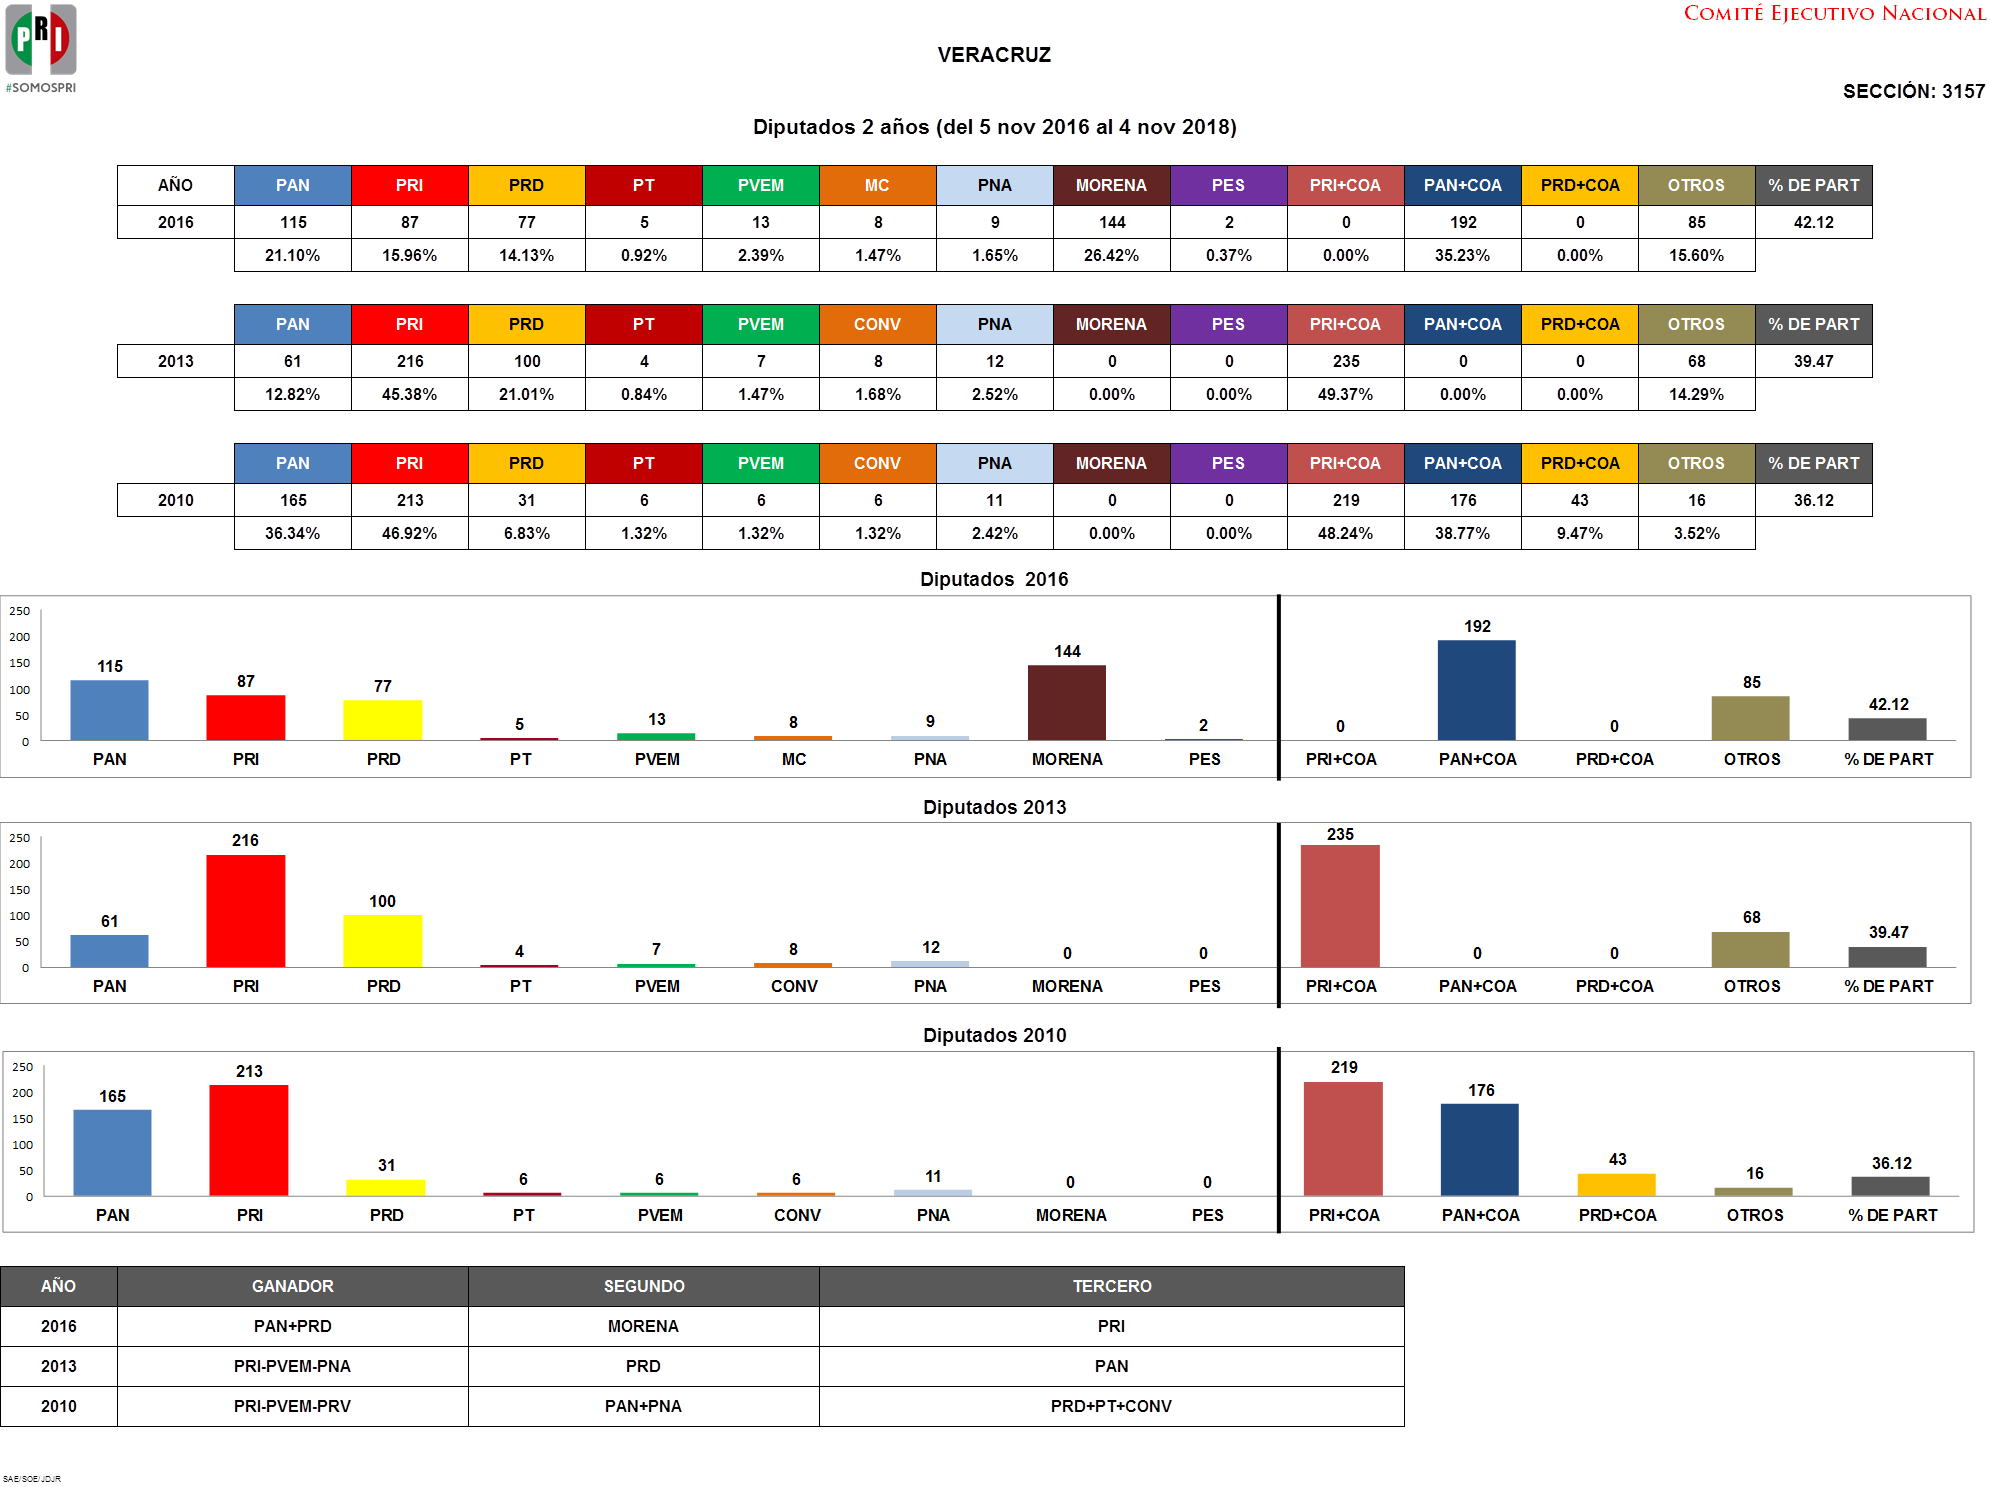 PRI
#SOMOSPRI
COMITÉ EJECUTIVO NACIONAL
VERACRUZ
SECCIÓN: 3157
Diputados 2 años (del 5 nov 2016 al 4 nov 2018)
AÑO PAN PRI PRD PT PVEM MC PNA MORENA PES PRI+COA PAN+COA PRD+COA OTROS % DE PART
2016 115 87 77 5 13 8 9 144 2 0 192 0 85 42.12
21.10% 15.96% 14.13% 0.92% 2.39% 1.47% 1.65% 26.42% 0.37% 0.00% 35.23% 0.00% 15.60%
PAN PRI PRD PT PVEM CONV PNA MORENA PES PRI+COA PAN+COA PRD+COA OTROS % DE PART
2013 61 216 100 4 7 8 12 0 0 235 0 0 68 39.47
12.82% 45.38% 21.01% 0.84% 1.47% 1.68% 2.52% 0.00% 0.00% 49.37% 0.00% 0.00% 14.29%
PAN PRI PRD PT PVEM CONV PNA MORENA PES PRI+COA PAN+COA PRD+COA OTROS % DE PART
2010 165 213 31 6 6 6 11 0 0 219 176 43 16 36.12
36.34% 46.92% 6.83% 1.32% 1.32% 1.32% 2.42% 0.00% 0.00% 48.24% 38.77% 9.47% 3.52%
Diputados  2016
250
200
150
100
50
0
115 87 77 5 13 8 9 144 2 0 192 0 85 42.12
PAN PRI PRD PT PVEM MC PNA MORENA PES PRI+COA PAN+COA PRD+COA OTROS % DE PART
Diputados 2013
250
200
150
100
50
0
61 216 100 4 7 8 12 0 0 235 0 0 68 39.47
PAN PRI PRD PT PVEM CONV PNA MORENA PES PRI+COA PAN+COA PRD+COA OTROS % DE PART
Diputados 2010
250
200
150
100
50
0
165 213 31 6 6 6 11 0 0 219 176 43 16 36.12
PAN PRI PRD PT PVEM CONV PNA MORENA PES PRI+COA PAN+COA PRD+COA OTROS % DE PART
AÑO GANADOR SEGUNDO TERCERO
2016 PAN+PRD MORENA PRI
2013 PRI-PVEM-PNA PRD PAN
2010 PRI-PVEM-PRV PAN+PNA PRD+PT+CONV
SAE/SOE/JDJR